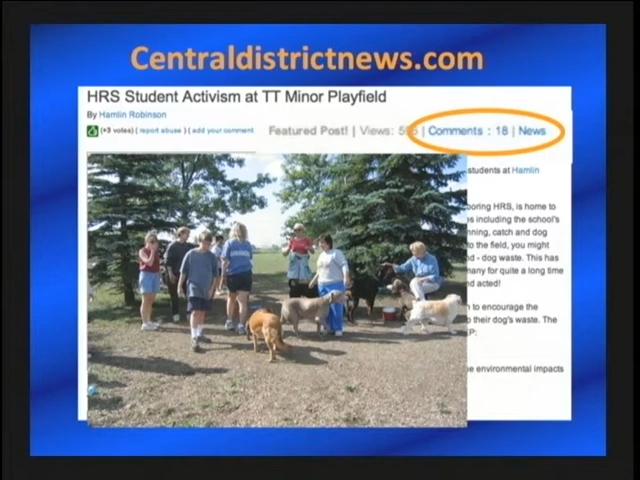 Centraldistrictnews.com
HRS Student Activism at TT Minor Playfield
By Hamlin Robinson
(+3 votes) ( report abuse ) ( add your comment
Featured Post! | Views: | Comments : 18 | News
students at Hamlin
oring HRS, is home to
including the school's
nning, catch and dog
to the field, you might
d - dog waste. This has
many for quite a long time
nd acted!
n to encourage the
p their dog's waste. The
EP:
e environmental impacts